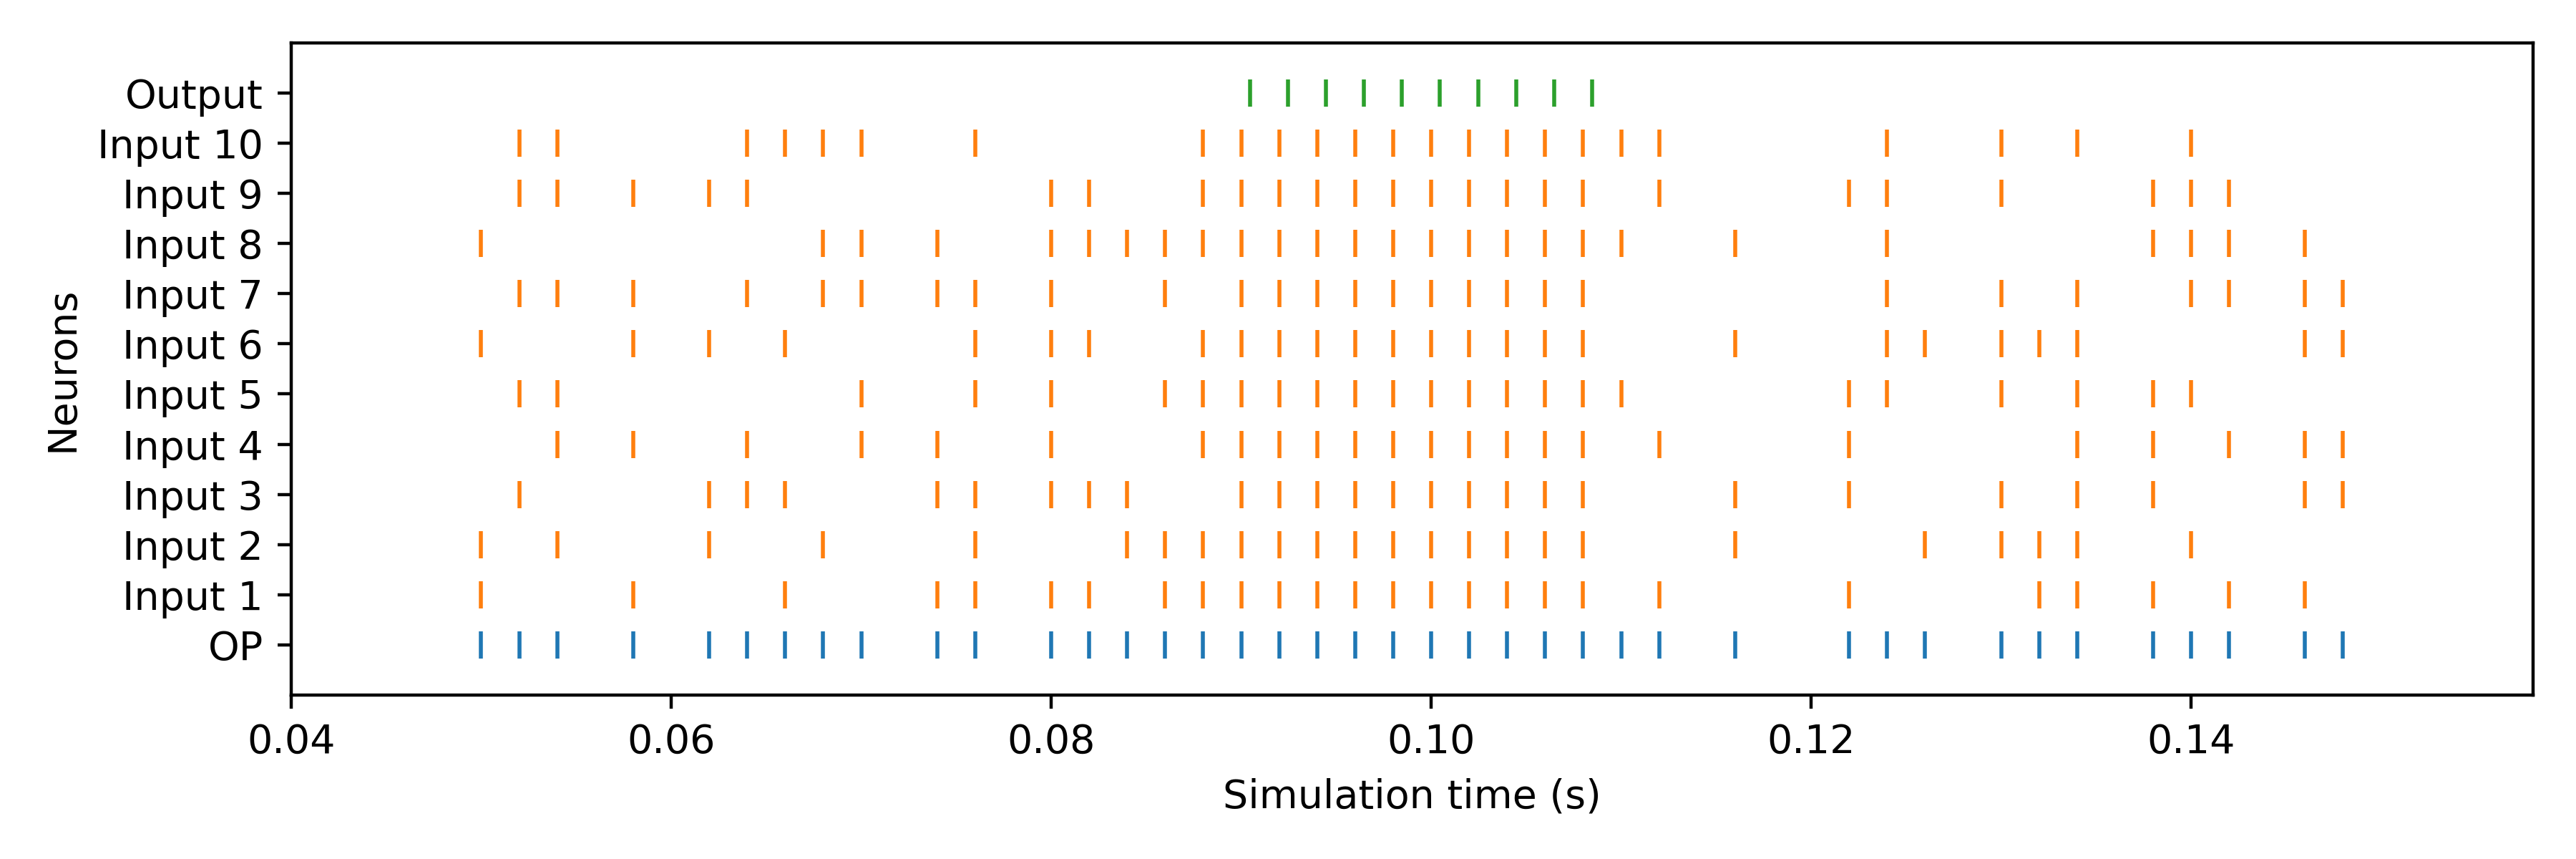 Output
Input 10
Input 9
Input 8
Input 7
Input 6
Input 5
Input 4
Input 3
Input 2
Input 1
OP
Neurons
0.04 0.06 0.08 0.10 0.12 0.14
Simulation time (s)